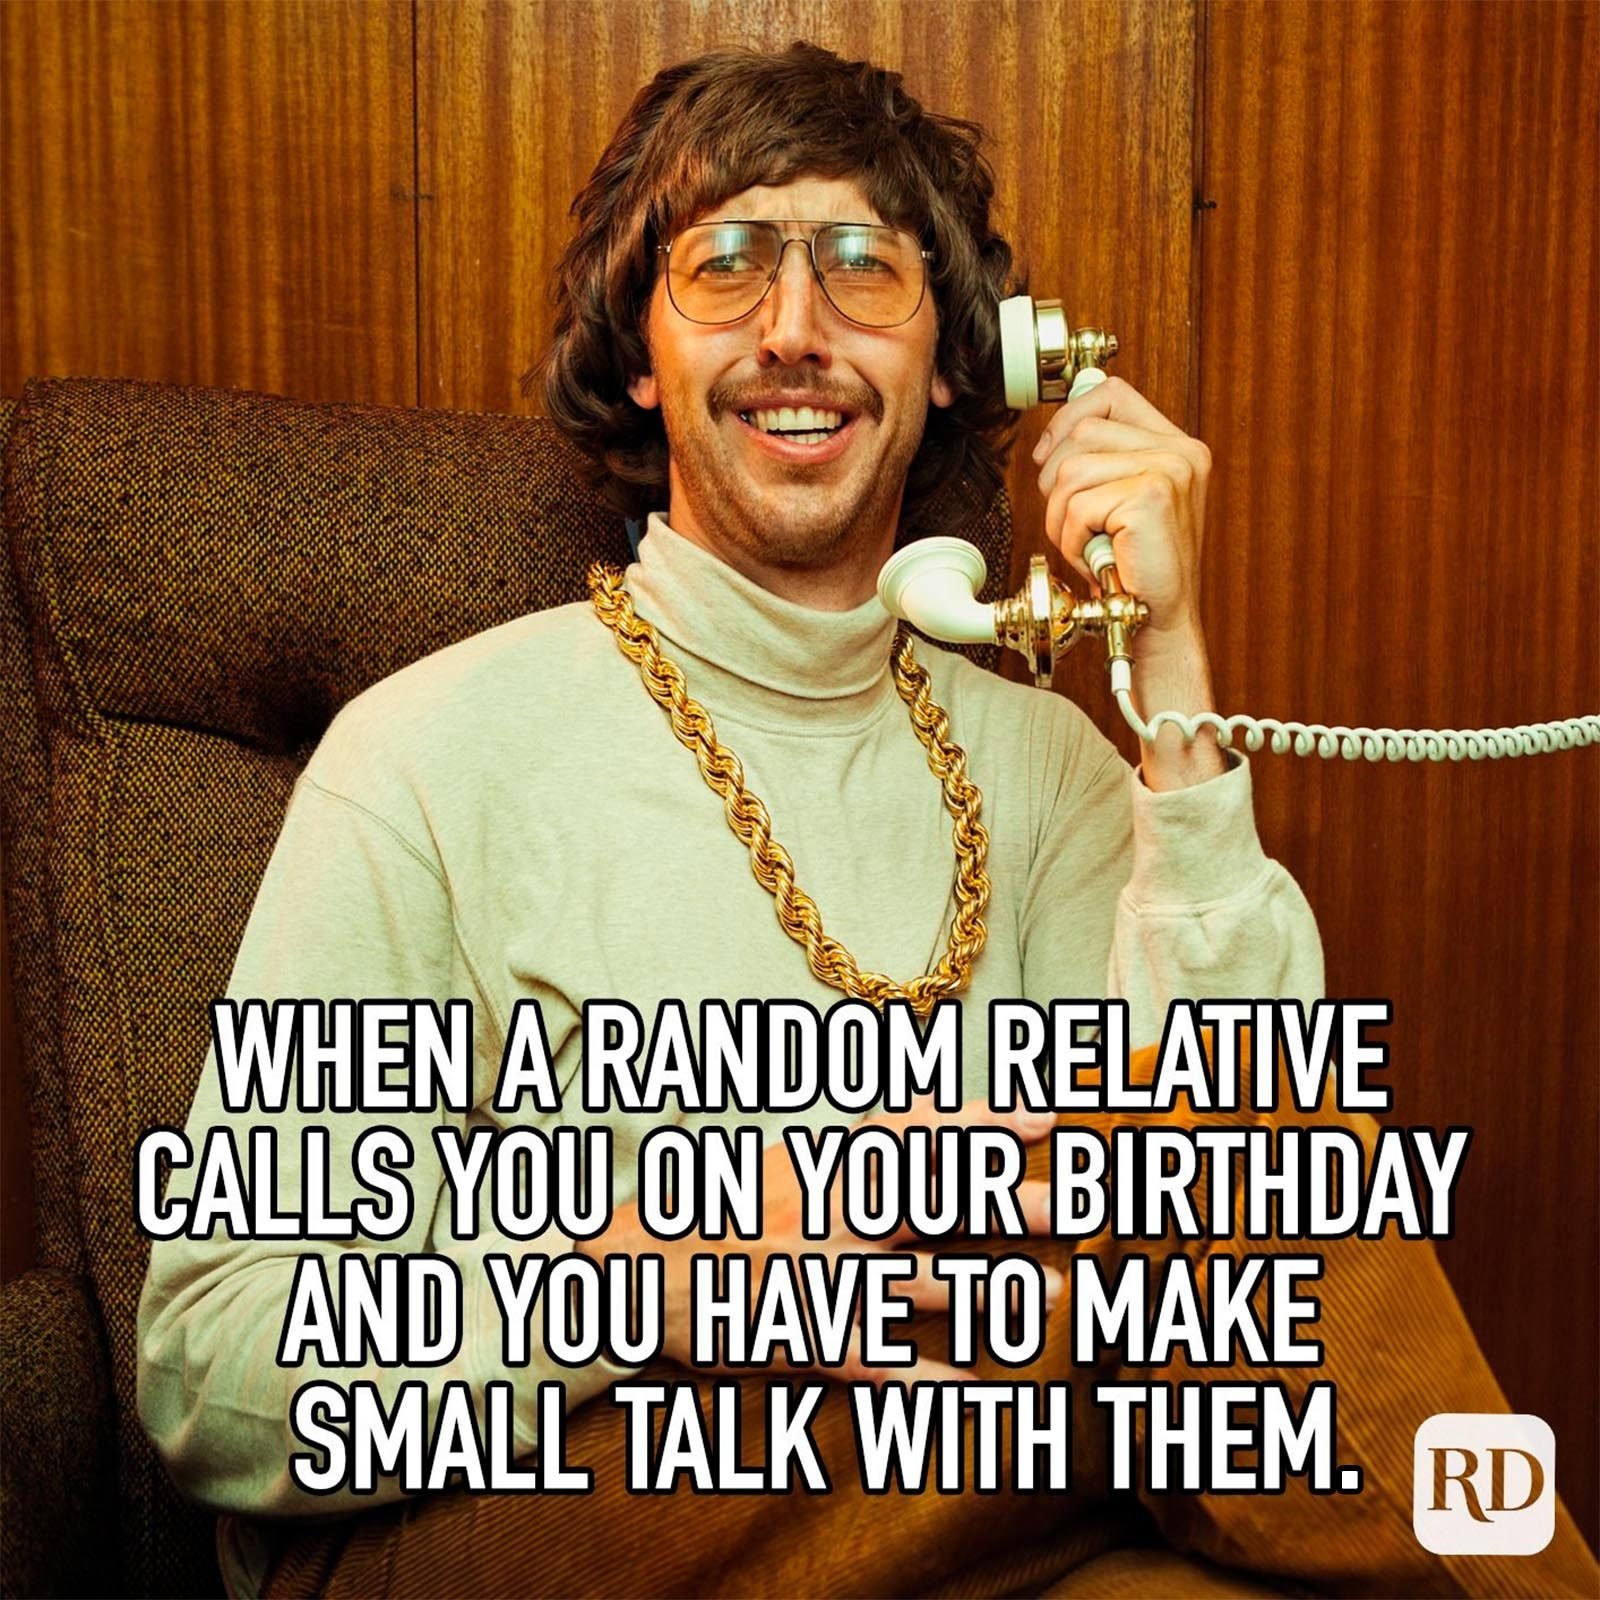 WHEN A RANDOM RELATIVE
CALLS YOU ON YOUR BIRTHDAY
AND YOU HAVE TO MAKE
SMALL TALK WITH THEM.
RD